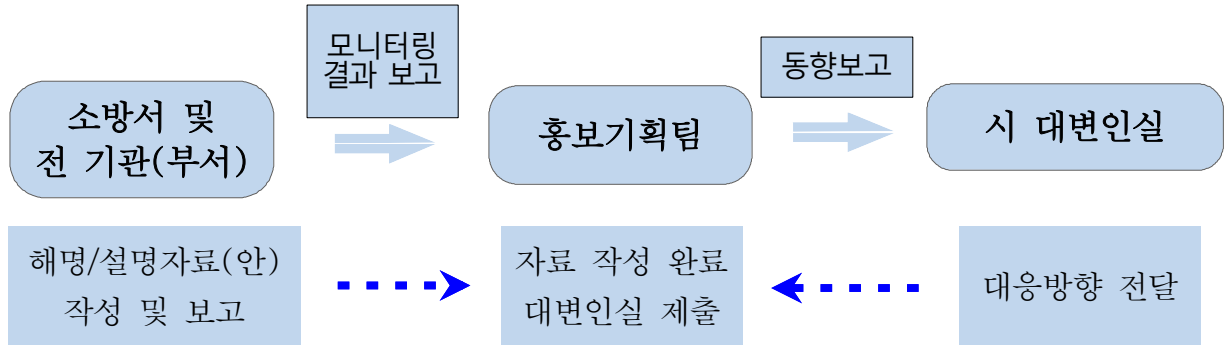 모니터링
결과 보고
동향보고
소방서 및
전 기관(부서)
홍보기획팀
시 대변인실
해명/설명자료(안)
작성 및 보고
자료 작성 완료
대변인실 제출
대응방향 전달